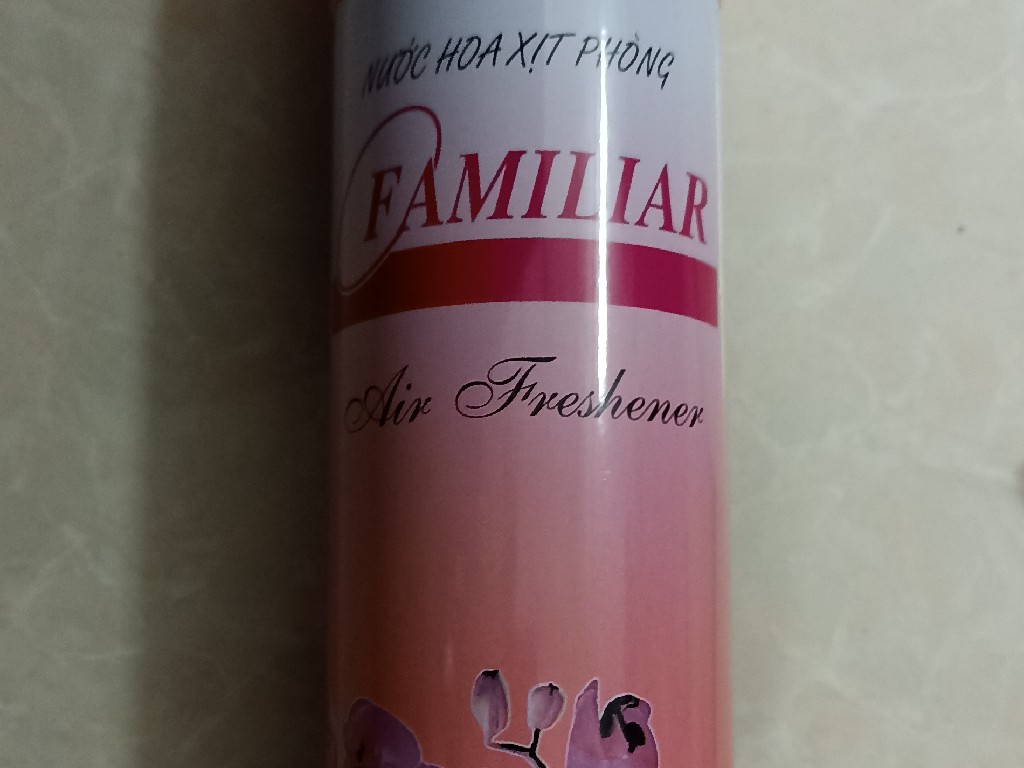 NƯỚC HOA XỊT PHÒNG
FAMILIAR
Air Freshener